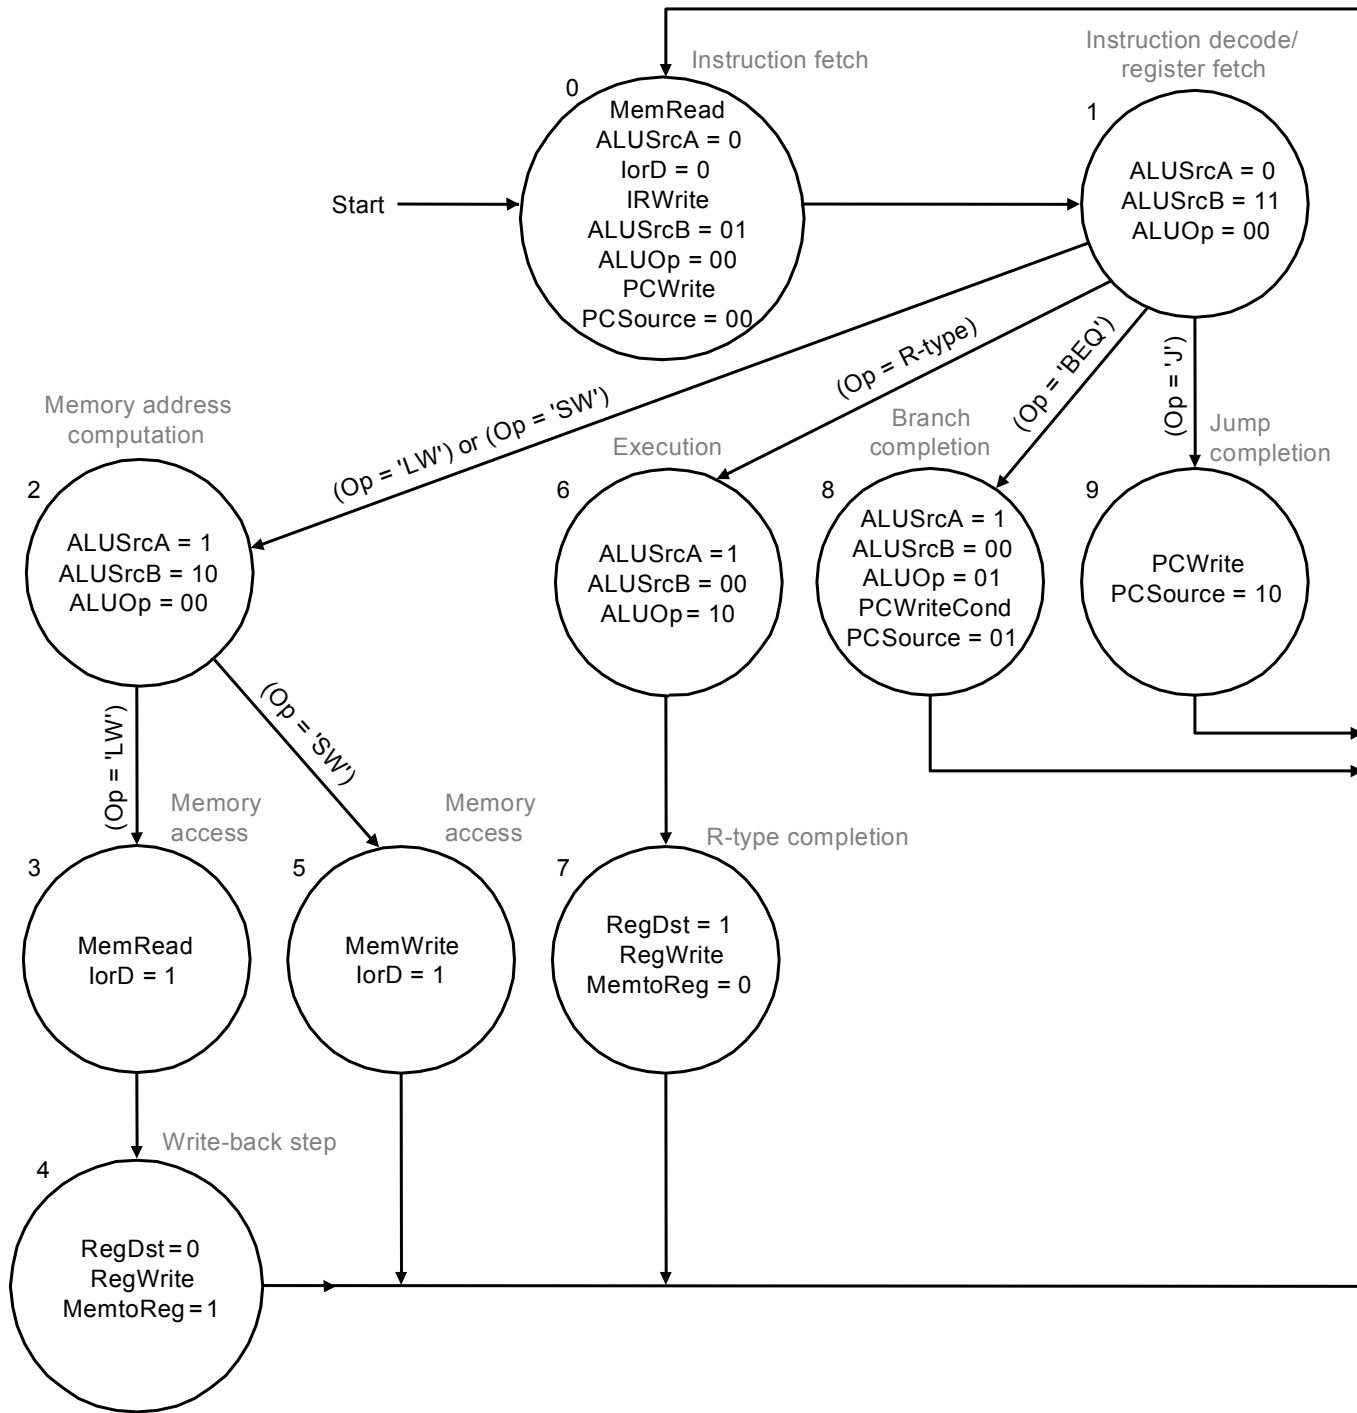 Instruction fetch
Instruction decode/
register fetch
0
MemRead
ALUSrcA = 0
IorD = 0
IRWrite
ALUSrcB = 01
ALUOp = 00
PCWrite
PCSource = 00
Start
1
ALUSrcA = 0
ALUSrcB = 11
ALUOp = 00
(Op = 'LW') or (Op = 'SW')
(Op = R-type)
(Op = 'BEQ')
(Op = 'J')
Memory address
computation
2
ALUSrcA = 1
ALUSrcB = 10
ALUOp = 00
Execution
6
ALUSrcA =1
ALUSrcB = 00
ALUOp= 10
Branch
completion
8
ALUSrcA = 1
ALUSrcB = 00
ALUOp = 01
PCWriteCond
PCSource = 01
Jump
completion
9
PCWrite
PCSource = 10
(Op = 'LW')
(Op = 'SW')
Memory
access
3
MemRead
IorD = 1
Memory
access
5
MemWrite
IorD = 1
R-type completion
7
RegDst = 1
RegWrite
MemtoReg = 0
Write-back step
4
RegDst=0
RegWrite
MemtoReg=1